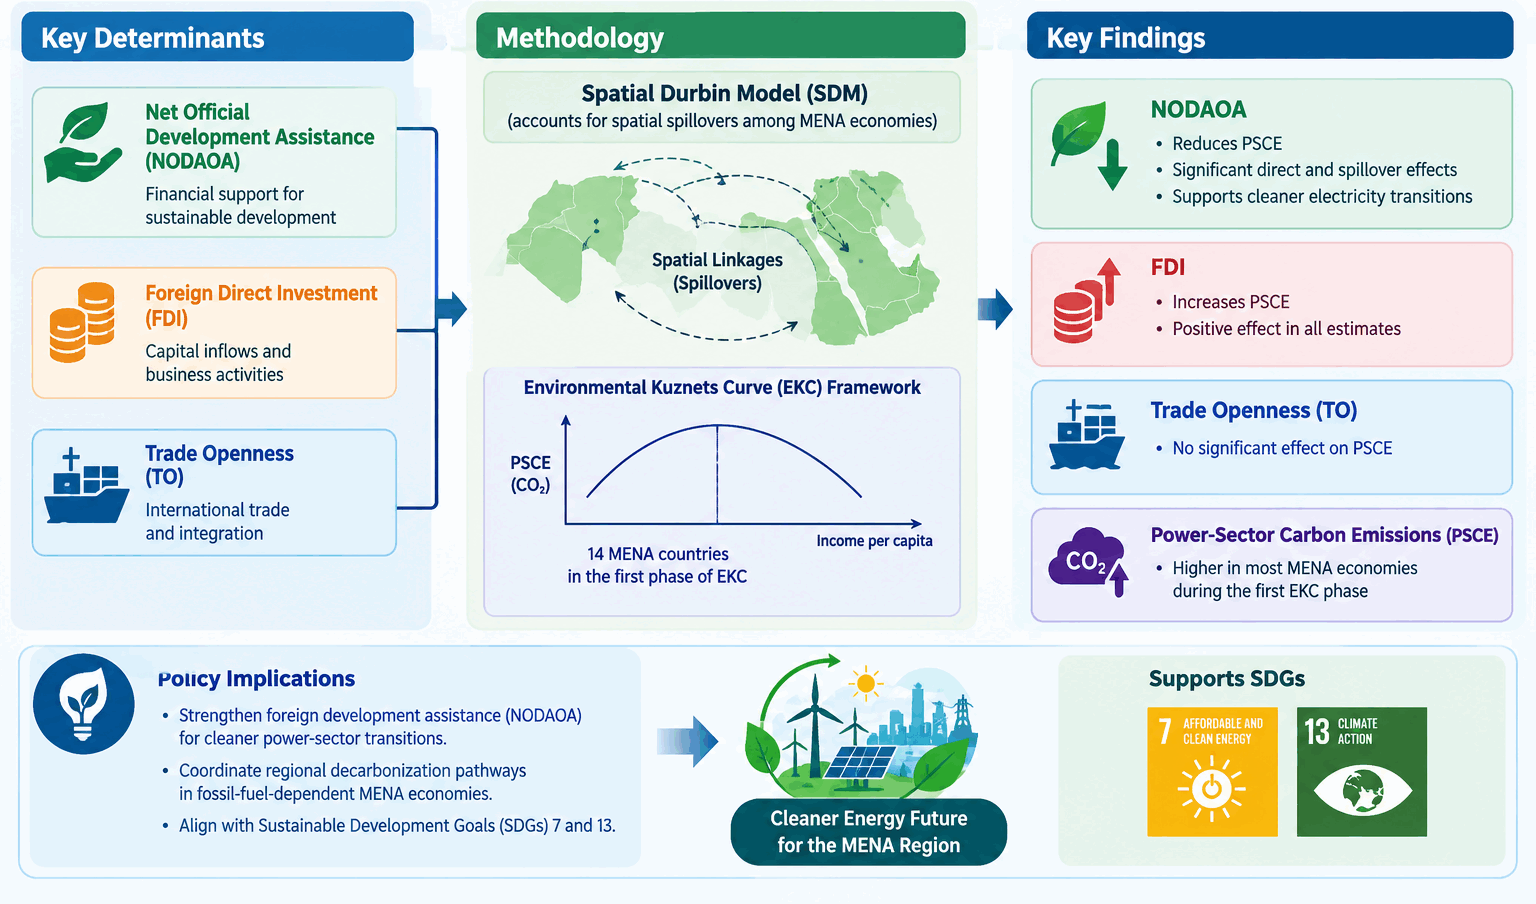 Key Determinants
Net Official
Development Assistance
(NODAOA)
Financial support for
sustainable development
Foreign Direct Investment
(FDI)
Capital inflows and
business activities
Trade Openness
(TO)
International trade
and integration
Methodology
Spatial Durbin Model (SDM)
(accounts for spatial spillovers among MENA economies)
Spatial Linkages
(Spillovers)
Environmental Kuznets Curve (EKC) Framework
PSCE
(CO₂)
Income per capita
14 MENA countries
in the first phase of EKC
Key Findings
NODAOA
• Reduces PSCE
• Significant direct and spillover effects
• Supports cleaner electricity transitions
FDI
• Increases PSCE
• Positive effect in all estimates
Trade Openness (TO)
• No significant effect on PSCE
CO₂
Power-Sector Carbon Emissions (PSCE)
• Higher in most MENA economies
during the first EKC phase
Policy Implications
• Strengthen foreign development assistance (NODAOA)
for cleaner power-sector transitions.
• Coordinate regional decarbonization pathways
in fossil-fuel-dependent MENA economies.
• Align with Sustainable Development Goals (SDGs) 7 and 13.
Cleaner Energy Future
for the MENA Region
Supports SDGs
7 AFFORDABLE AND
CLEAN ENERGY
13 CLIMATE
ACTION